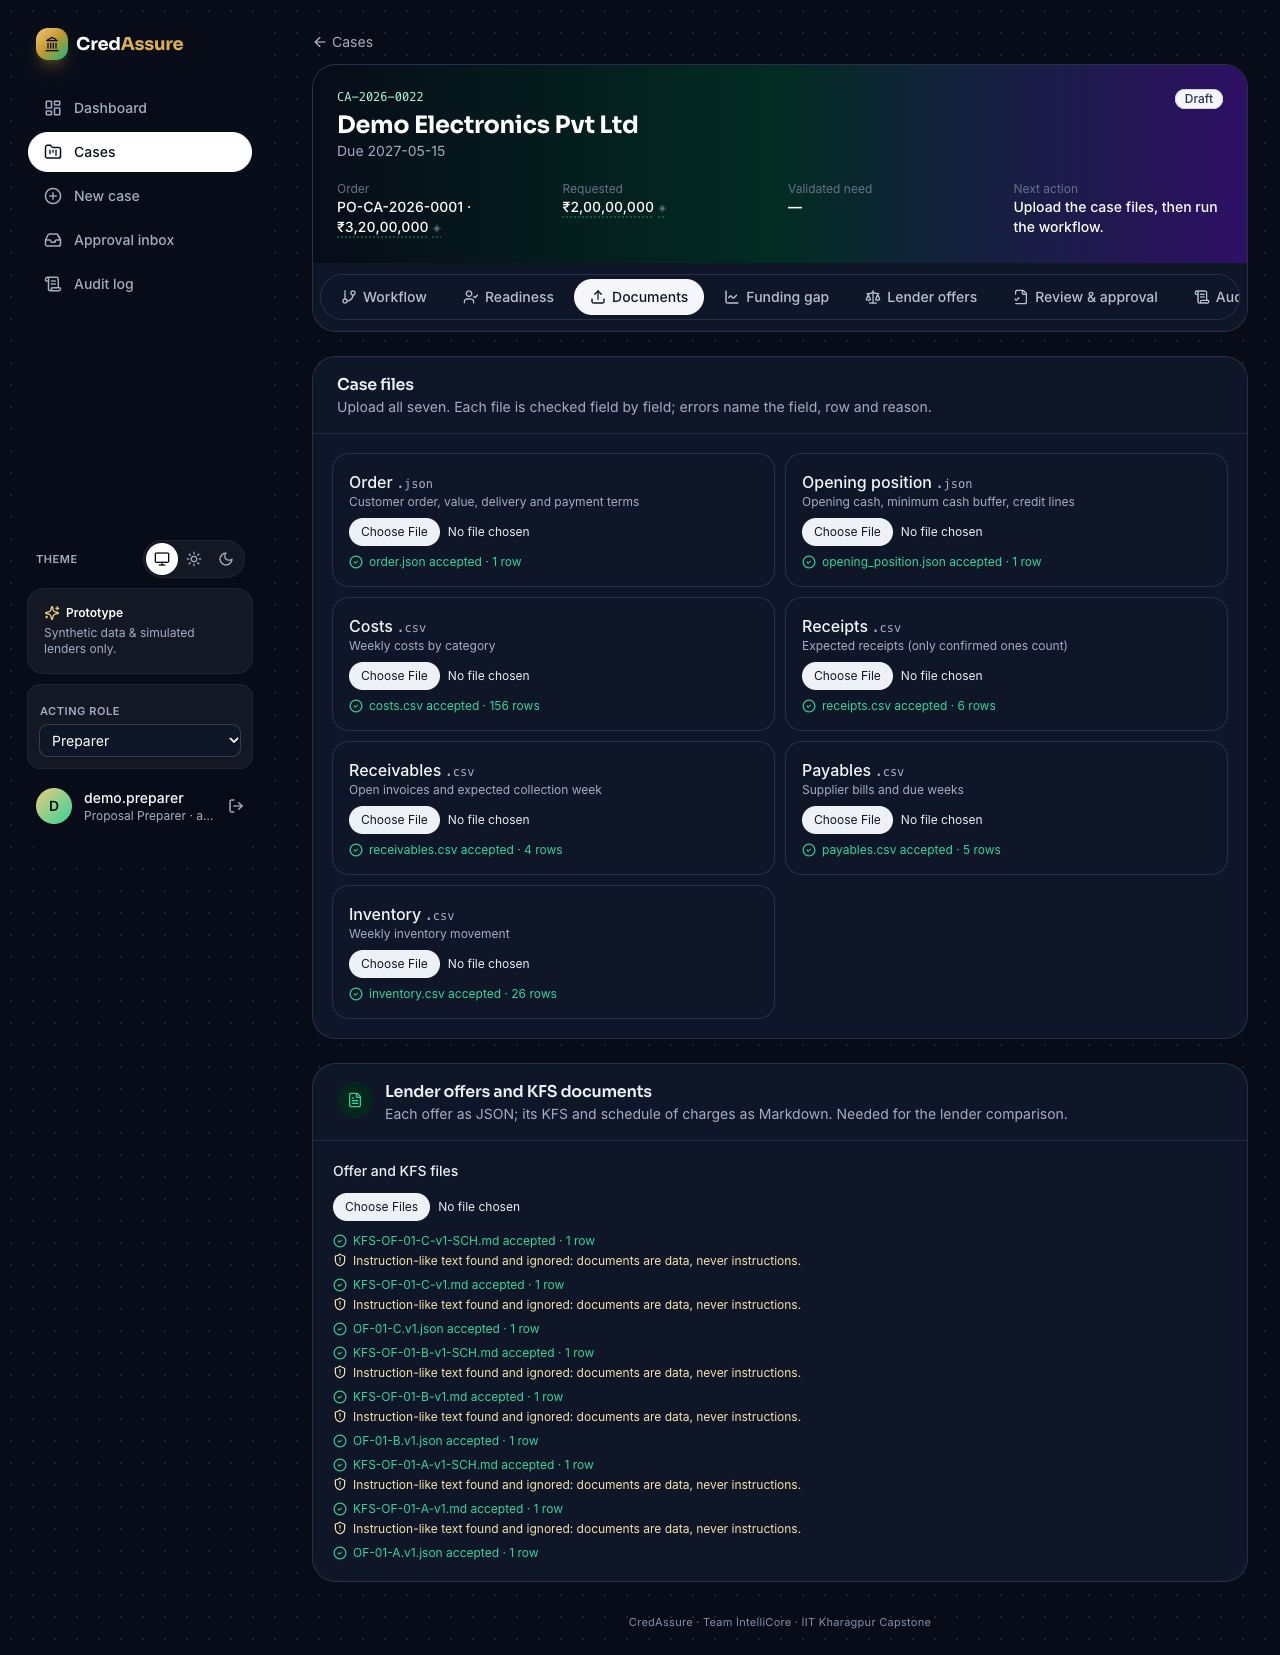 CredAssure
Dashboard
Cases
New case
Approval inbox
Audit log
THEME
Prototype
Synthetic data & simulated
lenders only.
ACTING ROLE
Preparer
D
demo.preparer
Proposal Preparer · a...
Cases
CA-2026-0022
Draft
Demo Electronics Pvt Ltd
Due 2027-05-15
Order
PO-CA-2026-0001 ·
₹3,20,00,000
Requested
₹2,00,00,000
Validated need
—
Next action
Upload the case files, then run
the workflow.
Workflow
Readiness
Documents
Funding gap
Lender offers
Review & approval
Auc
Case files
Upload all seven. Each file is checked field by field; errors name the field, row and reason.
Order .json
Customer order, value, delivery and payment terms
Choose File No file chosen
order.json accepted · 1 row
Opening position .json
Opening cash, minimum cash buffer, credit lines
Choose File No file chosen
opening_position.json accepted · 1 row
Costs .csv
Weekly costs by category
Choose File No file chosen
costs.csv accepted · 156 rows
Receipts .csv
Expected receipts (only confirmed ones count)
Choose File No file chosen
receipts.csv accepted · 6 rows
Receivables .csv
Open invoices and expected collection week
Choose File No file chosen
receivables.csv accepted · 4 rows
Payables .csv
Supplier bills and due weeks
Choose File No file chosen
payables.csv accepted · 5 rows
Inventory .csv
Weekly inventory movement
Choose File No file chosen
inventory.csv accepted · 26 rows
Lender offers and KFS documents
Each offer as JSON; its KFS and schedule of charges as Markdown. Needed for the lender comparison.
Offer and KFS files
Choose Files No file chosen
KFS-OF-01-C-v1-SCH.md accepted · 1 row
Instruction-like text found and ignored: documents are data, never instructions.
KFS-OF-01-C-v1.md accepted · 1 row
Instruction-like text found and ignored: documents are data, never instructions.
OF-01-C.v1.json accepted · 1 row
KFS-OF-01-B-v1-SCH.md accepted · 1 row
Instruction-like text found and ignored: documents are data, never instructions.
KFS-OF-01-B-v1.md accepted · 1 row
Instruction-like text found and ignored: documents are data, never instructions.
OF-01-B.v1.json accepted · 1 row
KFS-OF-01-A-v1-SCH.md accepted · 1 row
Instruction-like text found and ignored: documents are data, never instructions.
KFS-OF-01-A-v1.md accepted · 1 row
Instruction-like text found and ignored: documents are data, never instructions.
OF-01-A.v1.json accepted · 1 row
CredAssure · Team IntelliCore · IIT Kharagpur Capstone